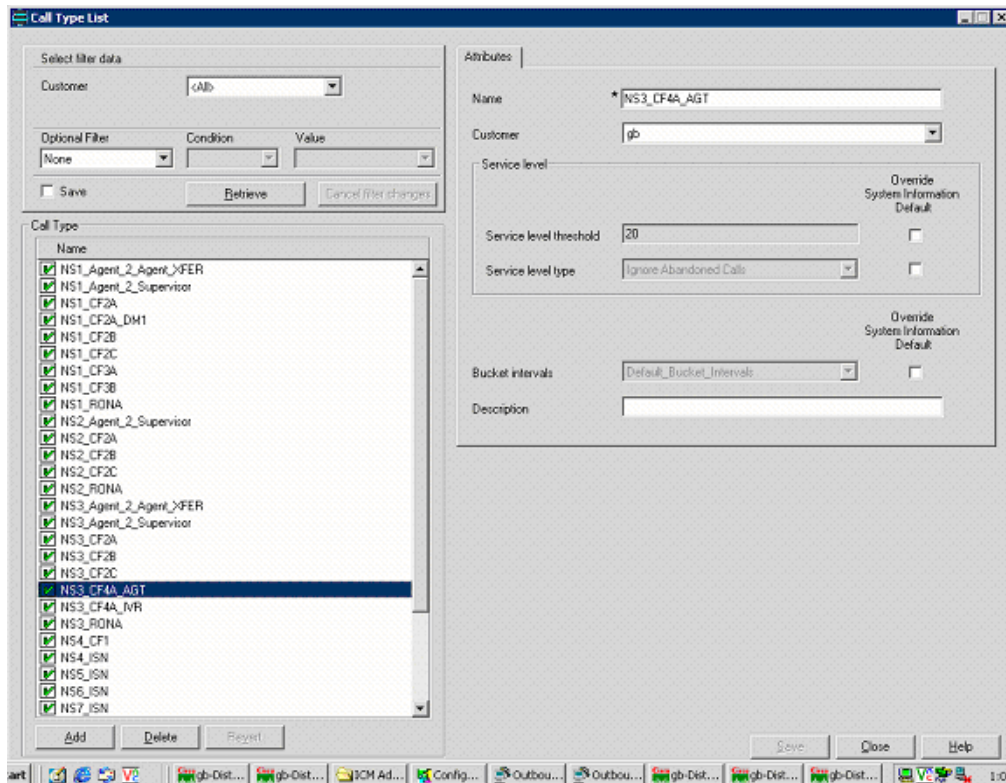 Call Type List
Select filter data
Customer
<All>
Optional Filter
Condition
Value
None
Save
Retrieve
Cancel filter changes
Call Type
Name
NS1_Agent_2_Agent_XFER
NS1_Agent_2_Supervisor
NS1_CF2A
NS1_CF2A_DM1
NS1_CF2B
NS1_CF2C
NS1_CF3A
NS1_CF3B
NS1_RONA
NS2_Agent_2_Supervisor
NS2_CF2A
NS2_CF2B
NS2_CF2C
NS2_RONA
NS3_Agent_2_Agent_XFER
NS3_Agent_2_Supervisor
NS3_CF2A
NS3_CF2B
NS3_CF2C
NS3_CF4A_AGT
NS3_CF4A_IVR
NS3_RONA
NS4_CF1
NS4_ISN
NS5_ISN
NS6_ISN
NS7_ISN
Add
Delete
Revert
Attributes
Name
* NS3_CF4A_AGT
Customer
gb
Service level
Override
System Information
Default
Service level threshold
20
Service level type
Ignore Abandoned Calls
Override
System Information
Default
Bucket intervals
Default_Bucket_Intervals
Description
Save
Close
Help
art
gb-Dist...
gb-Dist...
ICM Ad...
Config...
Outbou...
Outbou...
gb-Dist...
gb-Dist...
gb-Dist...